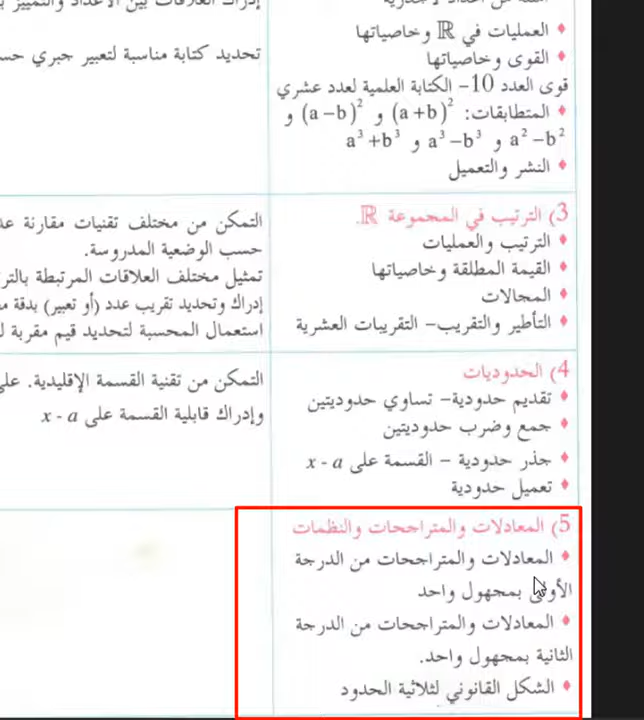 إدراك العلاقات بين الأعداد والتمييز
♦ العمليات في ℝ وخاصياتها
♦ القوى وخاصياتها
تحديد كتابة مناسبة لتعبير جبري
قوى العدد 10– الكتابة العلمية لعدد عشري
♦ المتطابقات: (a+b)² و (a−b)² و
a²−b² و a³−b³ و a³+b³
♦ النشر والتعميل
3) الترتيب في المجموعة ℝ.
♦ الترتيب والعمليات
♦ القيمة المطلقة وخاصياتها
♦ المجالات
♦ التأطير والتقريب– التقريبات العشرية
التمكن من مختلف تقنيات مقارنة
حسب الوضعية المدروسة.
تمثيل مختلف العلاقات المرتبطة
إدراك وتحديد تقريب عدد (أو تعبير) بدقة
استعمال المحسبة لتحديد قيم مقربة
4) الحدوديات
♦ تقديم حدودية– تساوي حدوديتين
♦ جمع وضرب حدوديتين
♦ جذر حدودية – القسمة على x - a
♦ تعميل حدودية
التمكن من تقنية القسمة الإقليدية.
وإدراك قابلية القسمة على x - a
5) المعادلات والمتراجحات والنظمات
♦ المعادلات والمتراجحات من الدرجة
الأولى بمجهول واحد
♦ المعادلات والمتراجحات من الدرجة
الثانية بمجهول واحد.
♦ الشكل القانوني لثلاثية الحدود